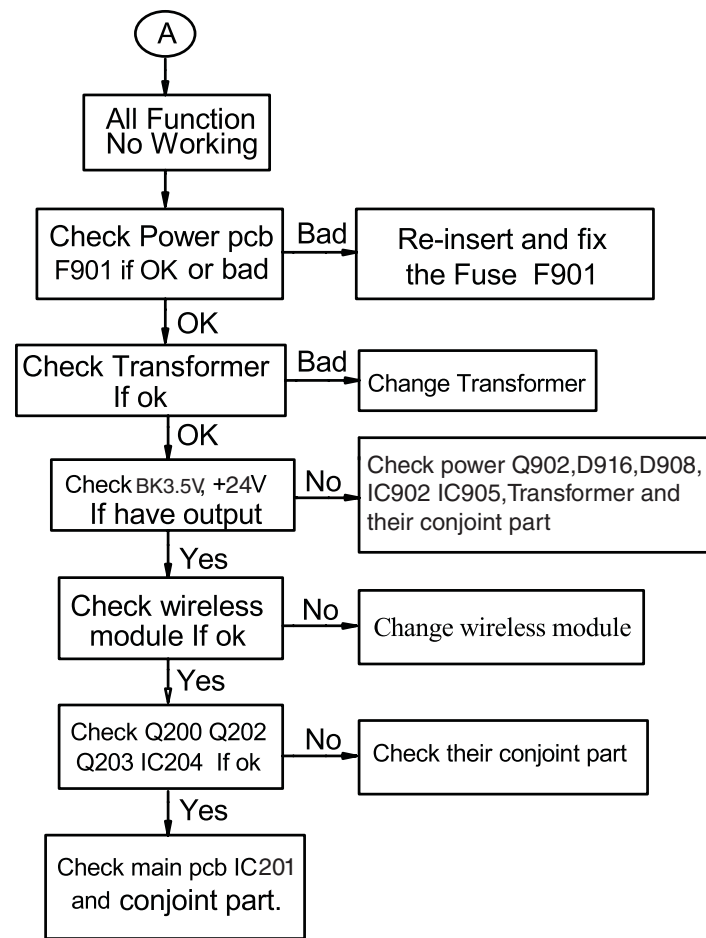 A
All Function
No Working
Check Power pcb
F901 if OK or bad
Bad
Re-insert and fix
the Fuse F901
OK
Check Transformer
If ok
Bad
Change Transformer
OK
Check BK3.5V, +24V
If have output
No
Check power Q902,D916,D908,
IC902 IC905,Transformer and
their conjoint part
Yes
Check wireless
module If ok
No
Change wireless module
Yes
Check Q200 Q202
Q203 IC204 If ok
No
Check their conjoint part
Yes
Check main pcb IC201
and conjoint part.